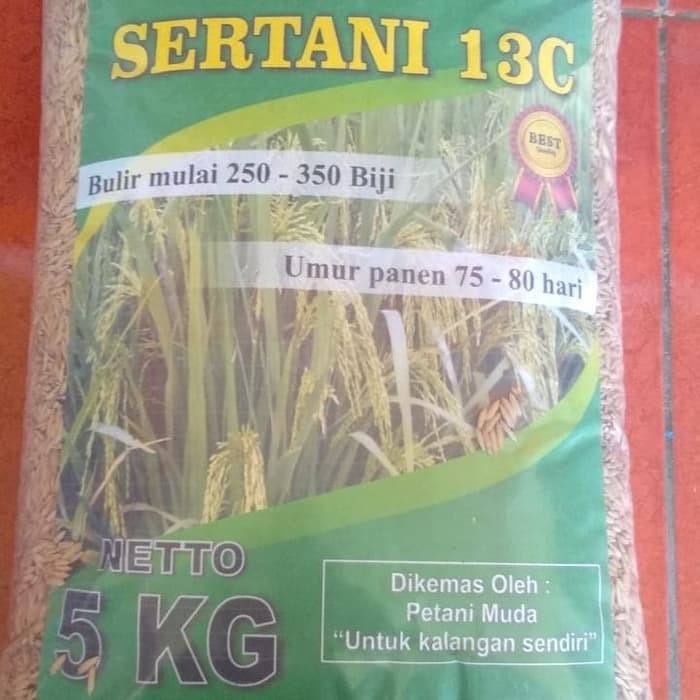 SERTANI 13C
BEST
Bulir mulai 250 - 350 Biji
Umur panen 75 - 80 hari
NETTO
5 KG
Dikemas Oleh :
Petani Muda
“Untuk kalangan sendiri”